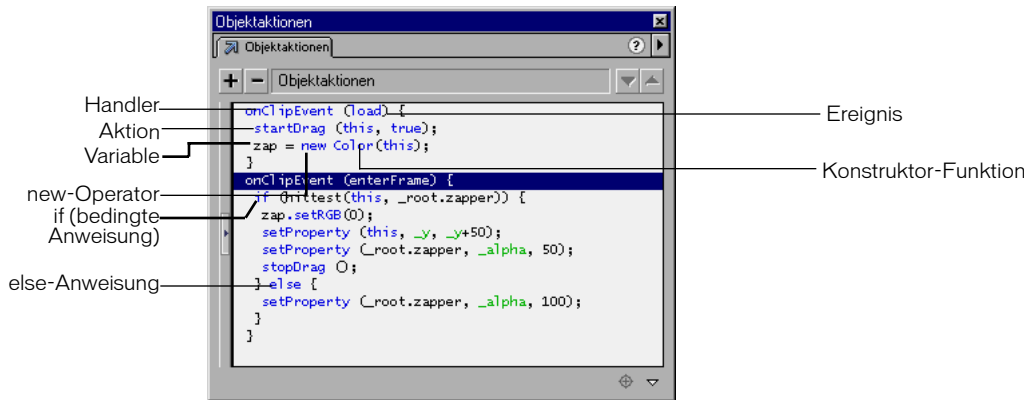 Objektaktionen
Objektaktionen
?
+ - Objektaktionen
Handler
Aktion
Variable
new-Operator
if (bedingte
Anweisung)
else-Anweisung
onClipEvent (load) {
startDrag (this, true);
zap = new Color(this);
}
onClipEvent (enterFrame) {
if (hittest(this, _root.zapper)) {
zap.setRGB(0);
setProperty (this, _y, _y+50);
setProperty (_root.zapper, _alpha, 50);
stopDrag ();
} else {
setProperty (_root.zapper, _alpha, 100);
}
}
Ereignis
Konstruktor-Funktion